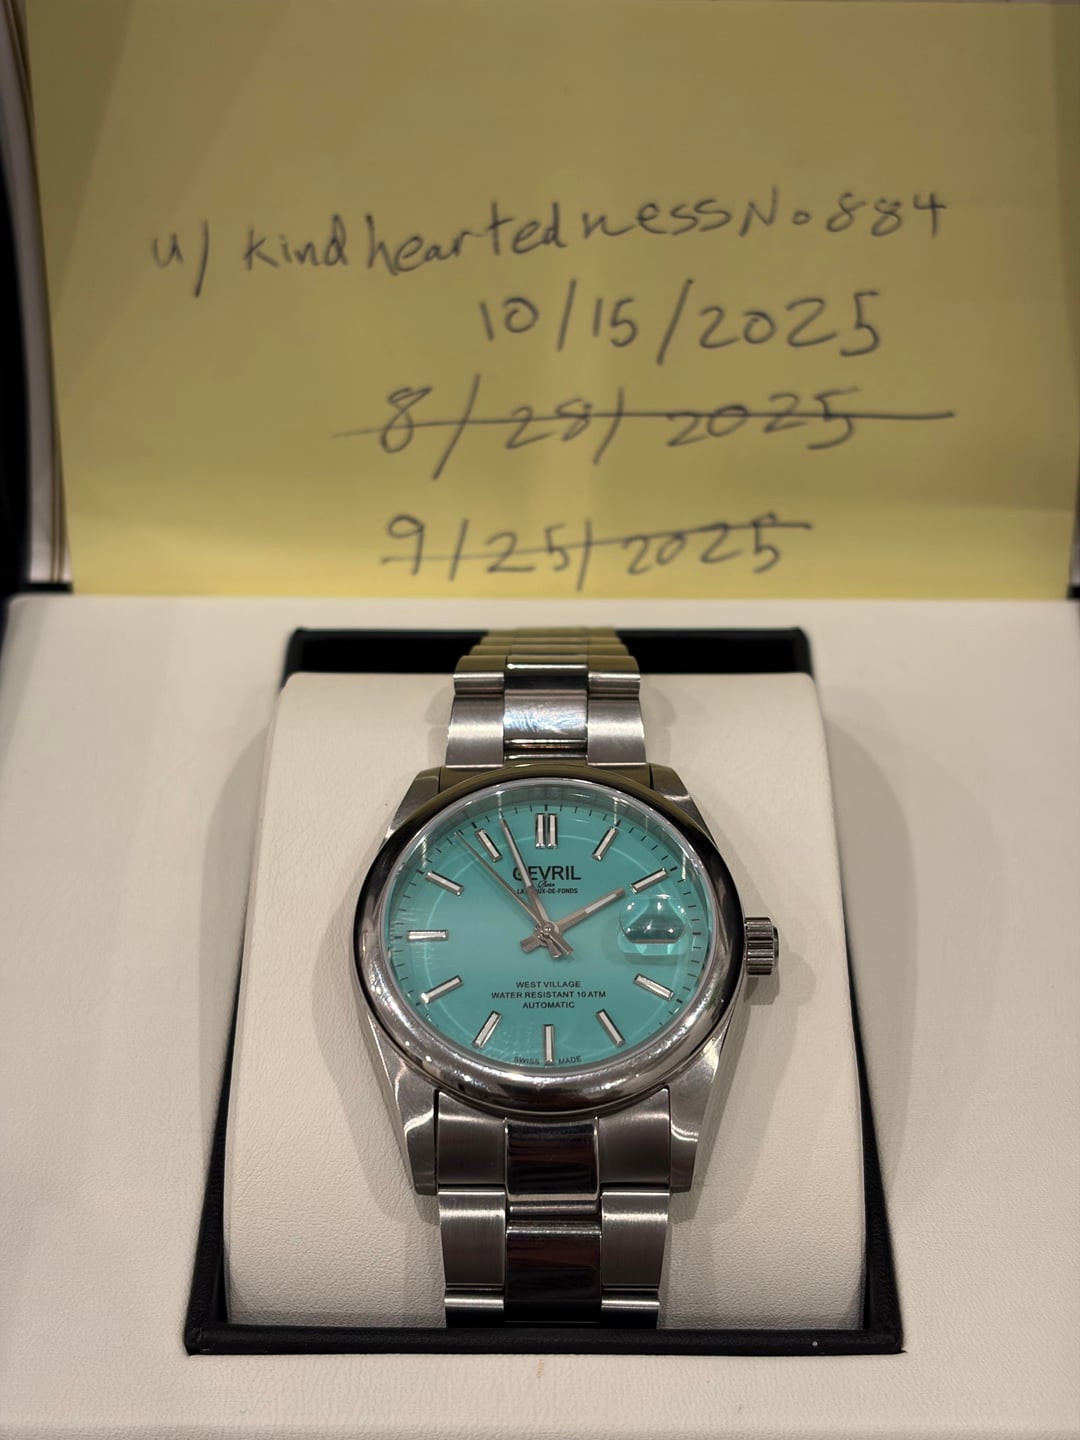 u/kindheartednessNo884
10/15/2025
8/28/2025
9/25/2025
GEVRIL
Swiss
LA CHAUX-DE-FONDS
WEST VILLAGE
WATER RESISTANT 10 ATM
AUTOMATIC
SWISS MADE